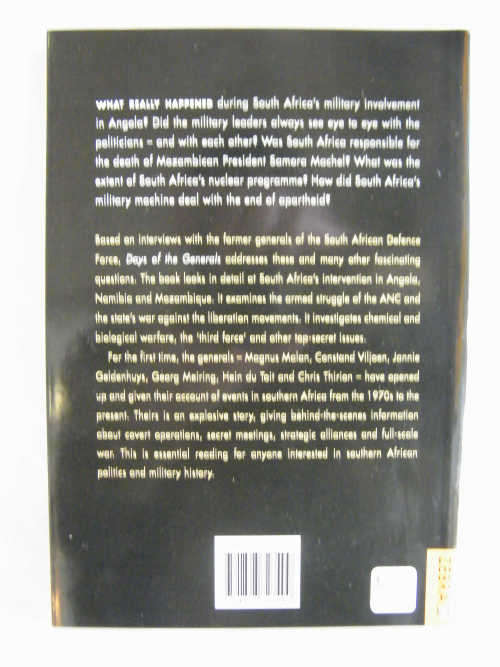 WHAT REALLY HAPPENED during South Africa's military involvement
in Angola? Did the military leaders always see eye to eye with the
politicians – and with each other? Was South Africa responsible for
the death of Mozambican President Samora Machel? What was the
extent of South Africa's nuclear programme? How did South Africa's
military machine deal with the end of apartheid?
Based on interviews with the former generals of the South African Defence
Force, Days of the Generals addresses these and many other fascinating
questions. The book looks in detail at South Africa's intervention in Angola,
Namibia and Mozambique. It examines the armed struggle of the ANC and
the state's war against the liberation movements. It investigates chemical and
biological warfare, the 'third force' and other top-secret issues.
For the first time, the generals – Magnus Malan, Constand Viljoen, Jannie
Geldenhuys, Georg Meiring, Hein du Toit and Chris Thirion – have opened
up and given their account of events in southern Africa from the 1970s to the
present. Theirs is an explosive story, giving behind-the-scenes information
about covert operations, secret meetings, strategic alliances and full-scale
war. This is essential reading for anyone interested in southern African
politics and military history.